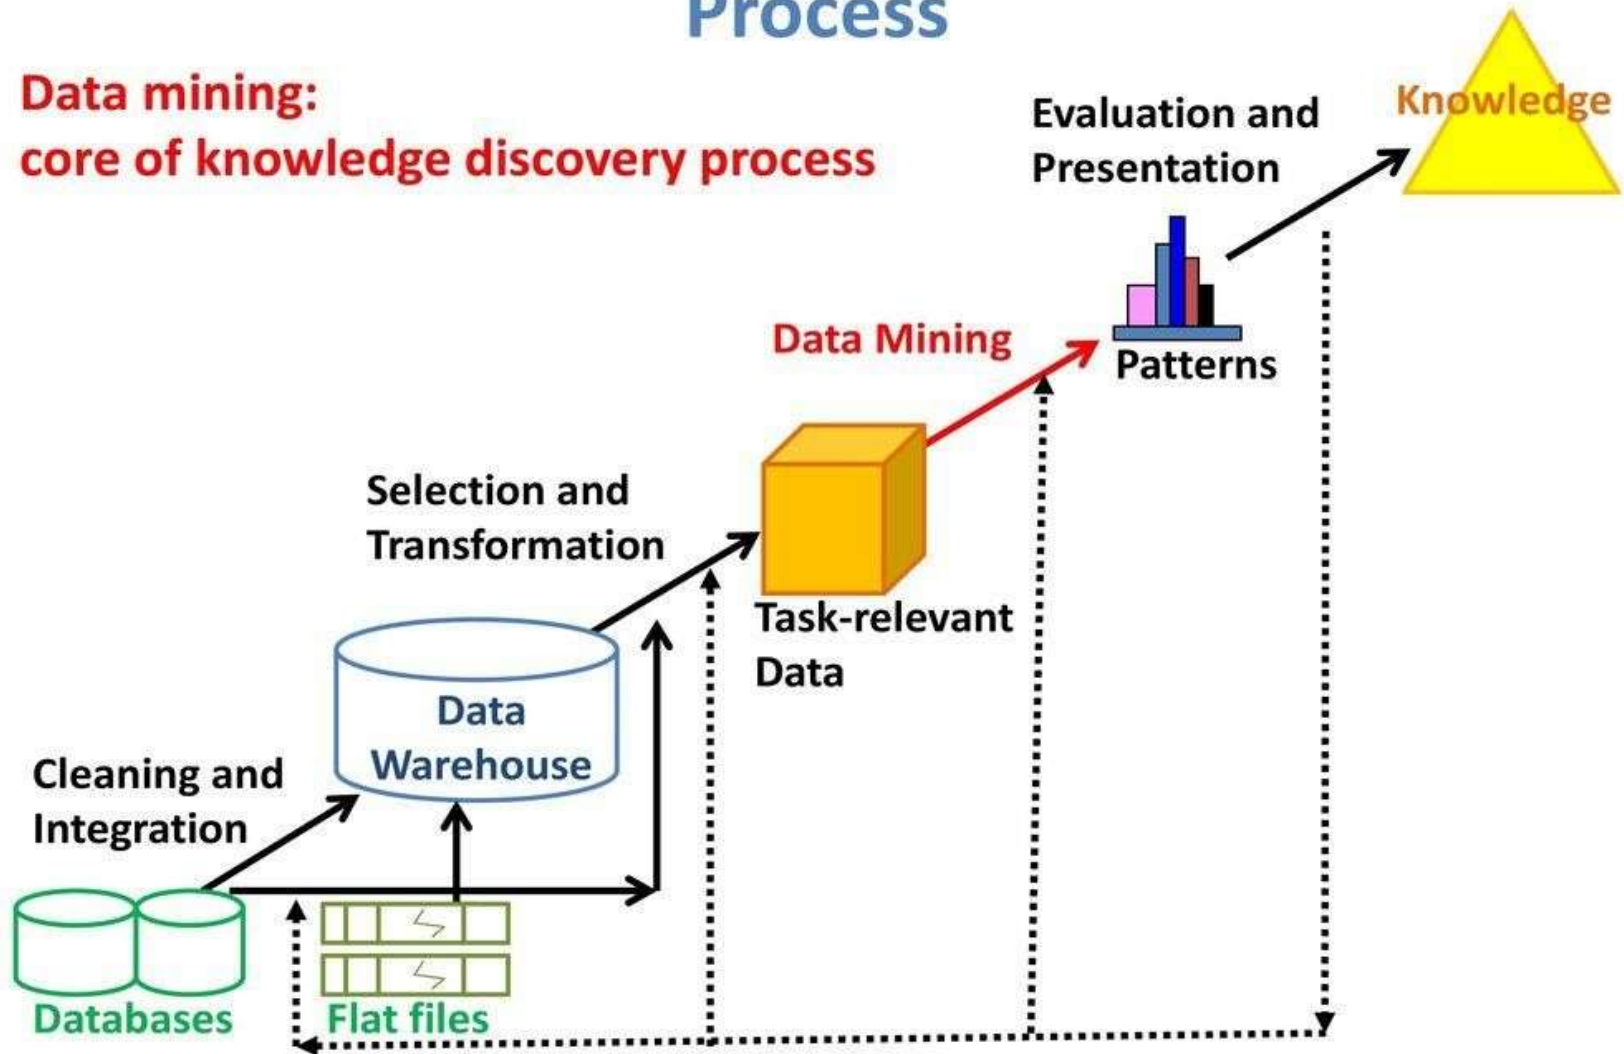 Process
Data mining:
core of knowledge discovery process
Evaluation and
Presentation
Knowledge
Data Mining
Patterns
Selection and
Transformation
Task-relevant
Data
Data
Warehouse
Cleaning and
Integration
Databases
Flat files